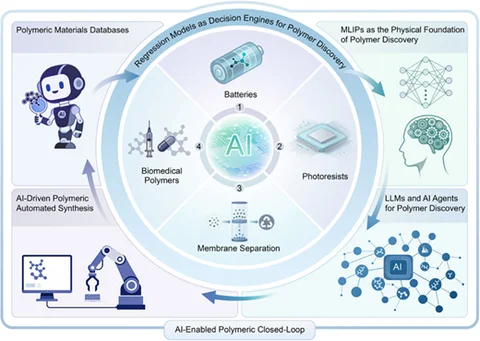 Polymeric Materials Databases
Regression Models as Decision Engines for Polymer Discovery
MLIPs as the Physical Foundation
of Polymer Discovery
AI
Batteries
1
4
AI
2
Biomedical
Polymers
Photoresists
3
Membrane Separation
AI-Driven Polymeric
Automated Synthesis
LLMs and AI Agents
for Polymer Discovery
AI
AI-Enabled Polymeric Closed-Loop